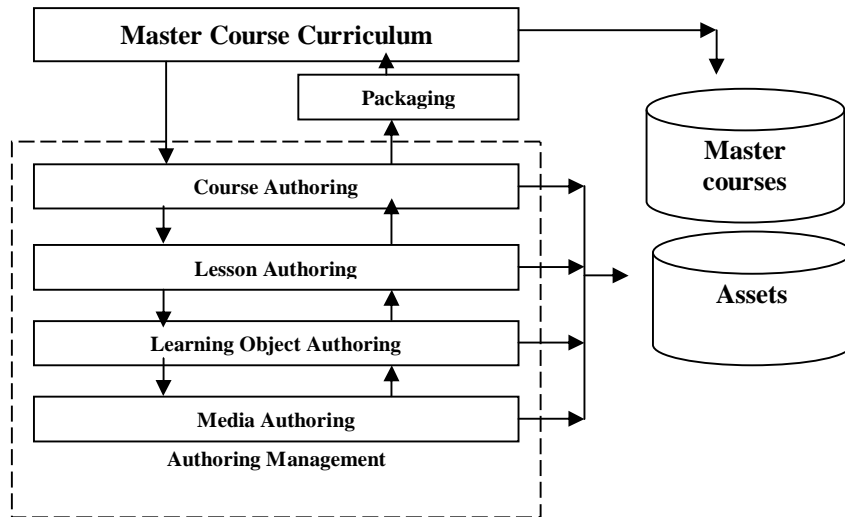 Master Course Curriculum
Packaging
Master
courses
Course Authoring
Lesson Authoring
Assets
Learning Object Authoring
Media Authoring
Authoring Management